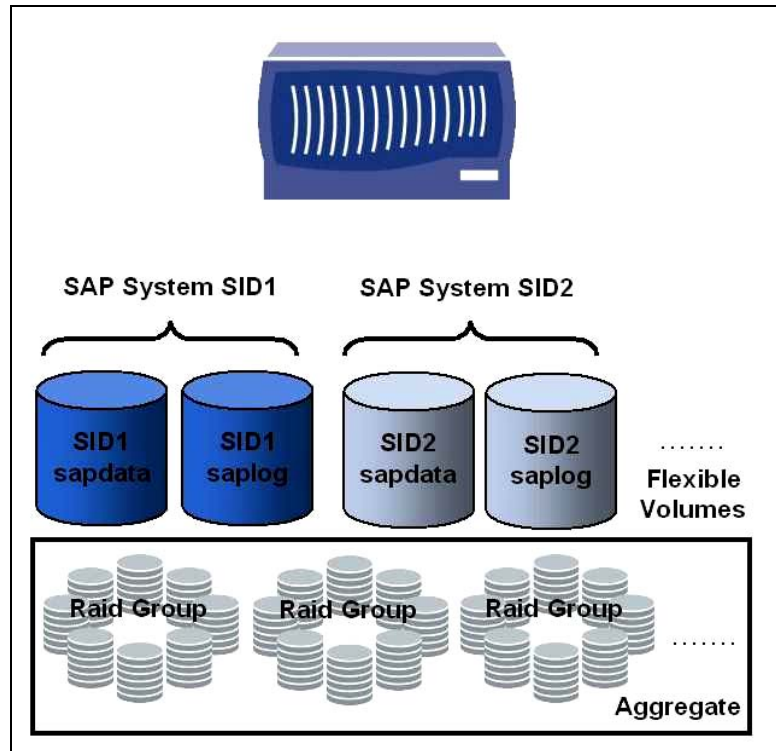 SAP System SID1
SAP System SID2
SID1
sapdata
SID1
saplog
SID2
sapdata
SID2
saplog
.......
Flexible
Volumes
Raid Group
Raid Group
Raid Group
.......
Aggregate